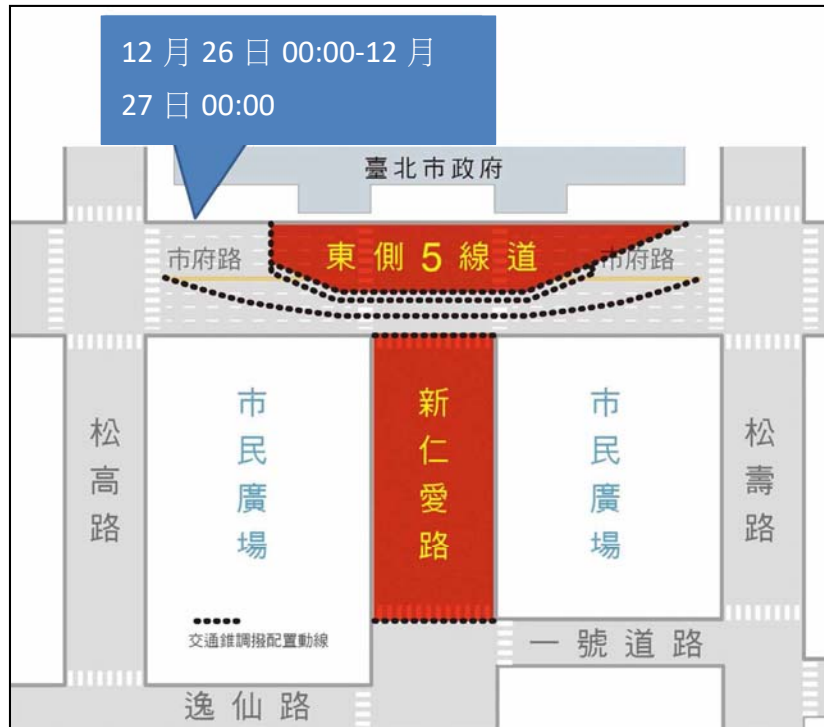 12 月 26 日 00:00-12 月
27 日 00:00
臺北市政府
市府路
東側5線道
市府路
松高路
市民廣場
新仁愛路
市民廣場
松壽路
交通錐調撥配置動線
一號道路
逸仙路